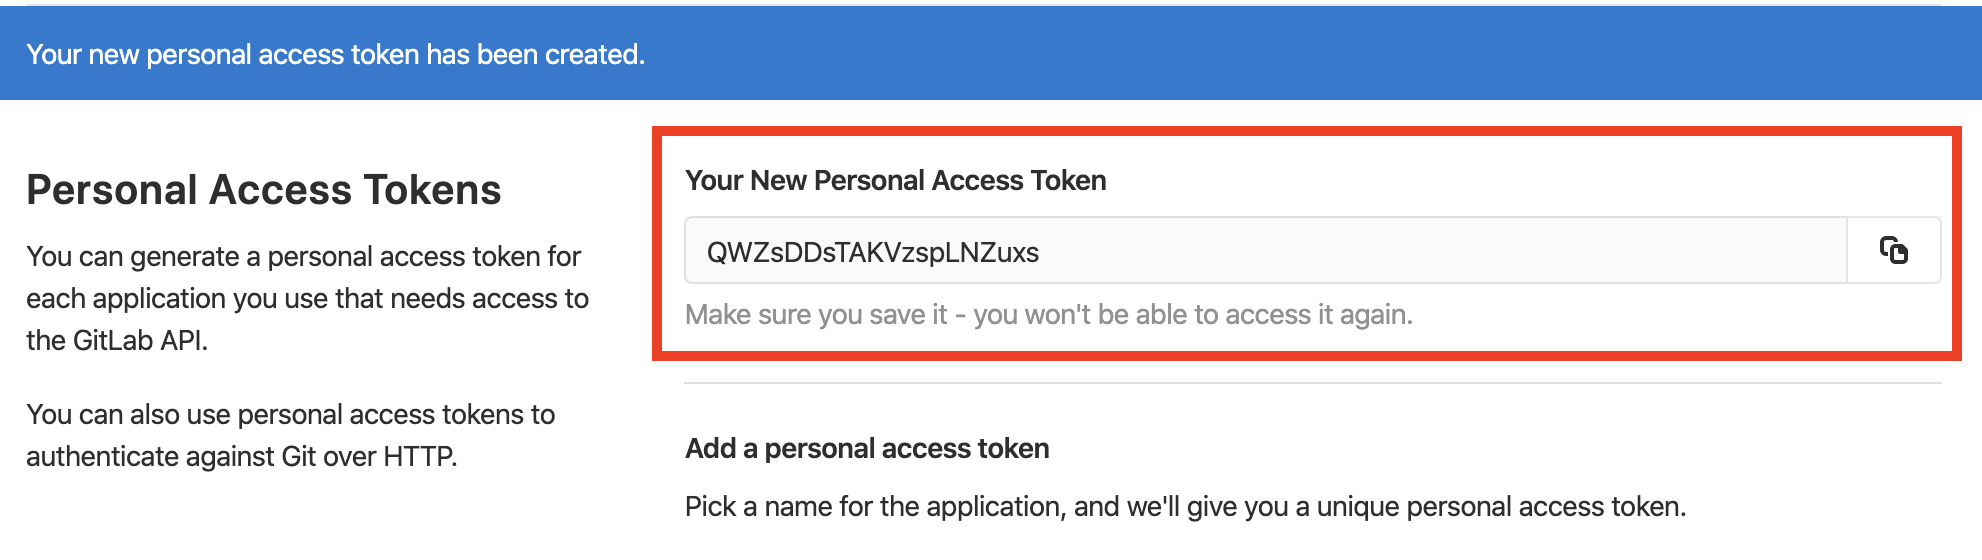 Your new personal access token has been created.
Personal Access Tokens
You can generate a personal access token for
each application you use that needs access to
the GitLab API.
You can also use personal access tokens to
authenticate against Git over HTTP.
Your New Personal Access Token
QWZsDDsTAKVzspLNZuxs
Make sure you save it - you won't be able to access it again.
Add a personal access token
Pick a name for the application, and we'll give you a unique personal access token.